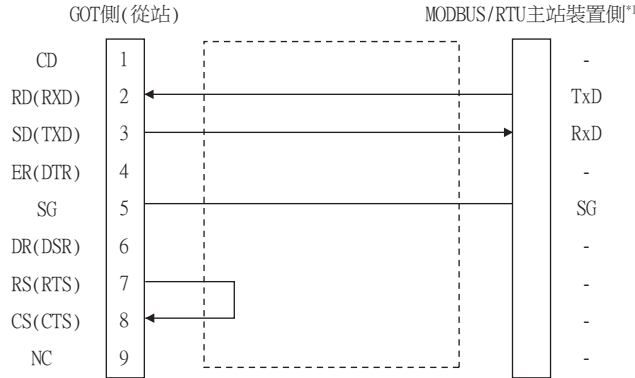 GOT側(從站) MODBUS/RTU主站裝置側*1
CD 1 -
RD(RXD) 2 TxD
SD(TXD) 3 RxD
ER(DTR) 4 -
SG 5 SG
DR(DSR) 6 -
RS(RTS) 7 -
CS(CTS) 8 -
NC 9 -